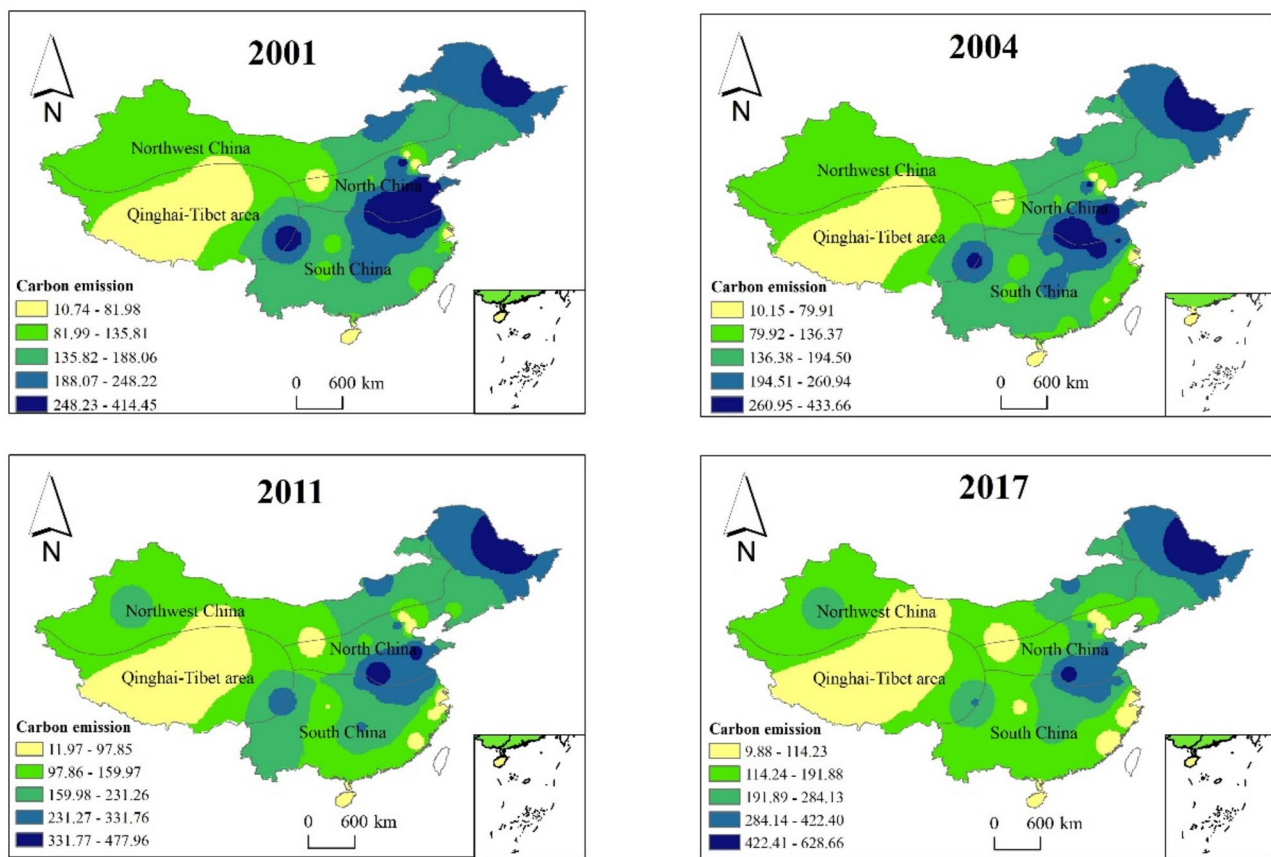 2001
N
Northwest China
North China
Qinghai-Tibet area
South China
Carbon emission
10.74 - 81.98
81.99 - 135.81
135.82 - 188.06
188.07 - 248.22
248.23 - 414.45
0 600 km
2004
N
Northwest China
North China
Qinghai-Tibet area
South China
Carbon emission
10.15 - 79.91
79.92 - 136.37
136.38 - 194.50
194.51 - 260.94
260.95 - 433.66
0 600 km
2011
N
Northwest China
North China
Qinghai-Tibet area
South China
Carbon emission
11.97 - 97.85
97.86 - 159.97
159.98 - 231.26
231.27 - 331.76
331.77 - 477.96
0 600 km
2017
N
Northwest China
North China
Qinghai-Tibet area
South China
Carbon emission
9.88 - 114.23
114.24 - 191.88
191.89 - 284.13
284.14 - 422.40
422.41 - 628.66
0 600 km